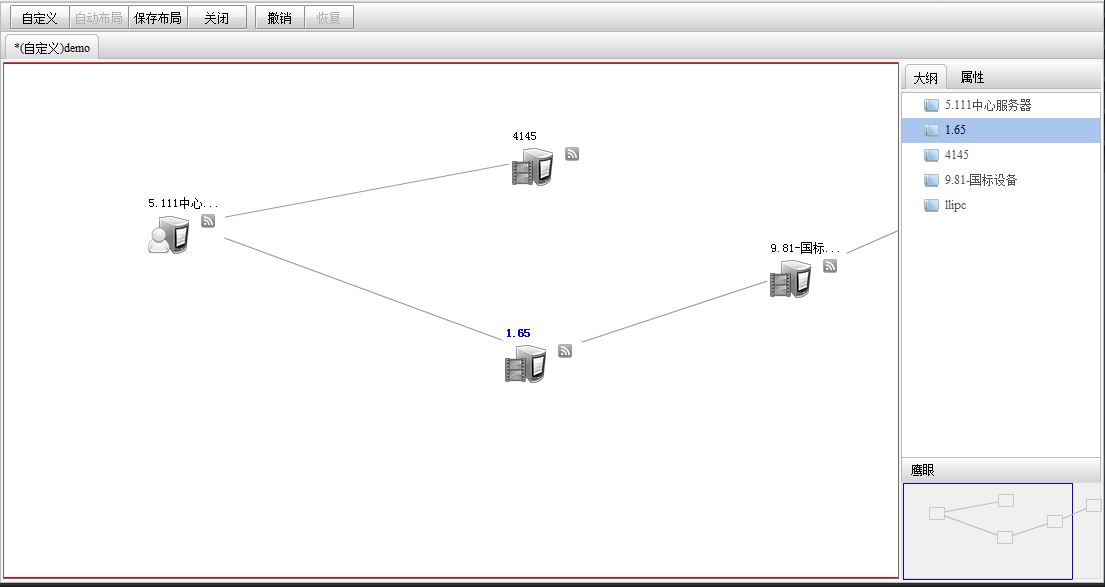 自定义 自动布局 保存布局 关闭 撤销 恢复
*(自定义)demo
大纲 属性
5.111中心服务器
1.65
4145
9.81-国标设备
llipc
4145
5.111中心...
9.81-国标...
1.65
鹰眼